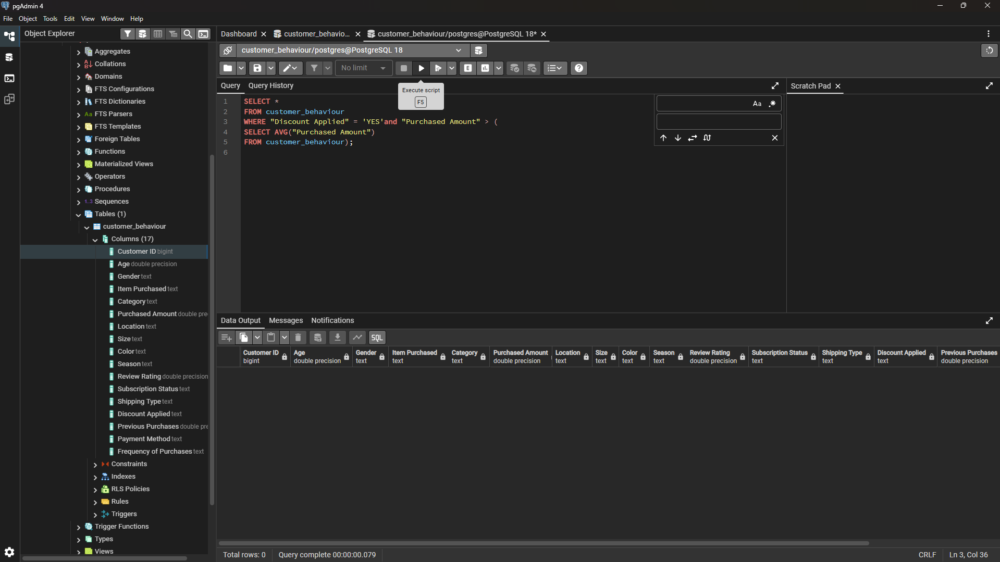 pgAdmin 4
File Object Tools Edit View Window Help
Object Explorer
Aggregates
Collations
Domains
FTS Configurations
FTS Dictionaries
Aa FTS Parsers
FTS Templates
Foreign Tables
Functions
Materialized Views
Operators
Procedures
1..3 Sequences
Tables (1)
customer_behaviour
Columns (17)
Customer ID bigint
Age double precision
Gender text
Item Purchased text
Category text
Purchased Amount double pre
Location text
Size text
Color text
Season text
Review Rating double precision
Subscription Status text
Shipping Type text
Discount Applied text
Previous Purchases double pre
Payment Method text
Frequency of Purchases text
Constraints
Indexes
RLS Policies
Rules
Triggers
Trigger Functions
Types
Views
Dashboard customer_behavio... customer_behaviour/postgres@PostgreSQL 18*
customer_behaviour/postgres@PostgreSQL 18
No limit
E
Query Query History
Execute script
F5
1 SELECT *
2 FROM customer_behaviour
3 WHERE "Discount Applied" = 'YES'and "Purchased Amount" > (
4 SELECT AVG("Purchased Amount")
5 FROM customer_behaviour);
6
Aa .*
Scratch Pad
Data Output Messages Notifications
SQL
Customer ID Age Gender Item Purchased Category Purchased Amount Location Size Color Season Review Rating Subscription Status Shipping Type Discount Applied Previous Purchases
bigint double precision text text text double precision text text text text double precision text text text double precision
Total rows: 0 Query complete 00:00:00.079 CRLF Ln 3, Col 36